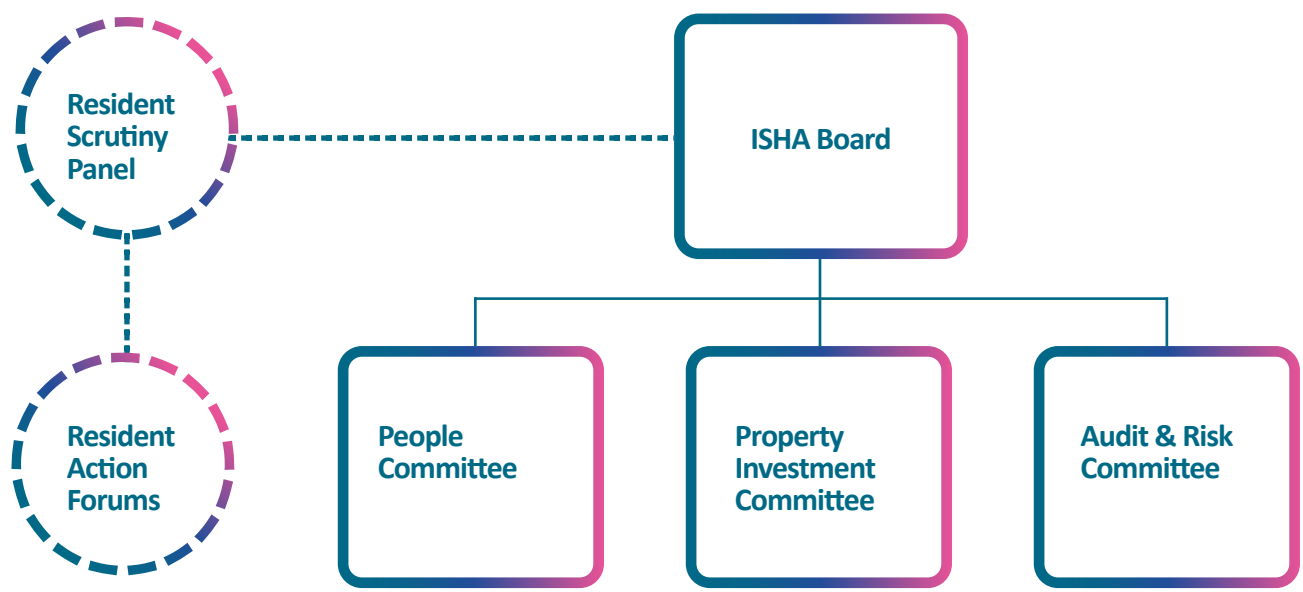 Resident
Scrutiny
Panel
ISHA Board
Resident
Action
Forums
People
Committee
Property
Investment
Committee
Audit & Risk
Committee